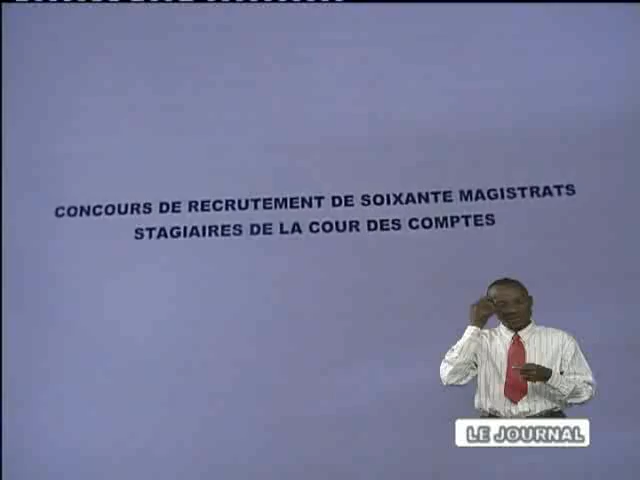 CONCOURS DE RECRUTEMENT DE SOIXANTE MAGISTRATS
STAGIAIRES DE LA COUR DES COMPTES
LE JOURNAL